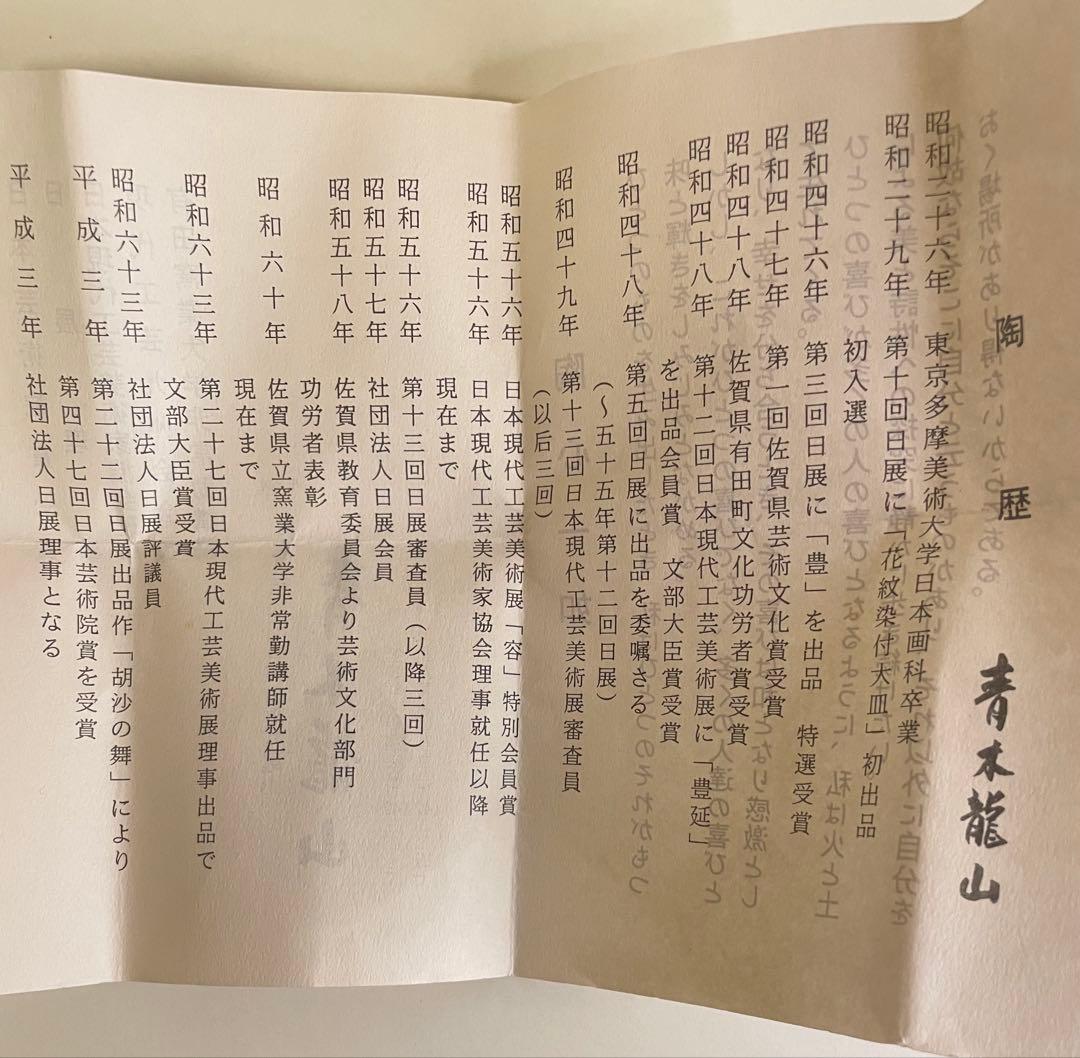 陶歴
青木龍山
昭和二十六年 東京多摩美術大学日本画科卒業
昭和二十九年 第十回日展に「花紋染付大皿」初出品
初入選
昭和四十六年 第三回日展に「豊」を出品 特選受賞
昭和四十七年 第一回佐賀県芸術文化賞受賞
昭和四十八年 佐賀県有田町文化功労者賞受賞
昭和四十八年 第十二回日本現代工芸美術展に「豊延」
を出品会員賞 文部大臣賞受賞
昭和四十八年 第五回日展に出品を委嘱さる
(〜五十五年第十二回日展)
昭和四十九年 第十三回日本現代工芸美術展審査員
(以后三回)
昭和五十六年 日本現代工芸美術展「容」特別会員賞
昭和五十六年 日本現代工芸美術家協会理事就任以降
現在まで
昭和五十六年 第十三回日展審査員(以降三回)
昭和五十七年 社団法人日展会員
昭和五十八年 佐賀県教育委員会より芸術文化部門
功労者表彰
昭和六十年 佐賀県立窯業大学非常勤講師就任
現在まで
昭和六十三年 第二十七回日本現代工芸美術展理事出品で
文部大臣賞受賞
昭和六十三年 社団法人日展評議員
平成三年 第二十二回日展出品作「胡沙の舞」により
第四十七回日本芸術院賞を受賞
平成三年 社団法人日展理事となる